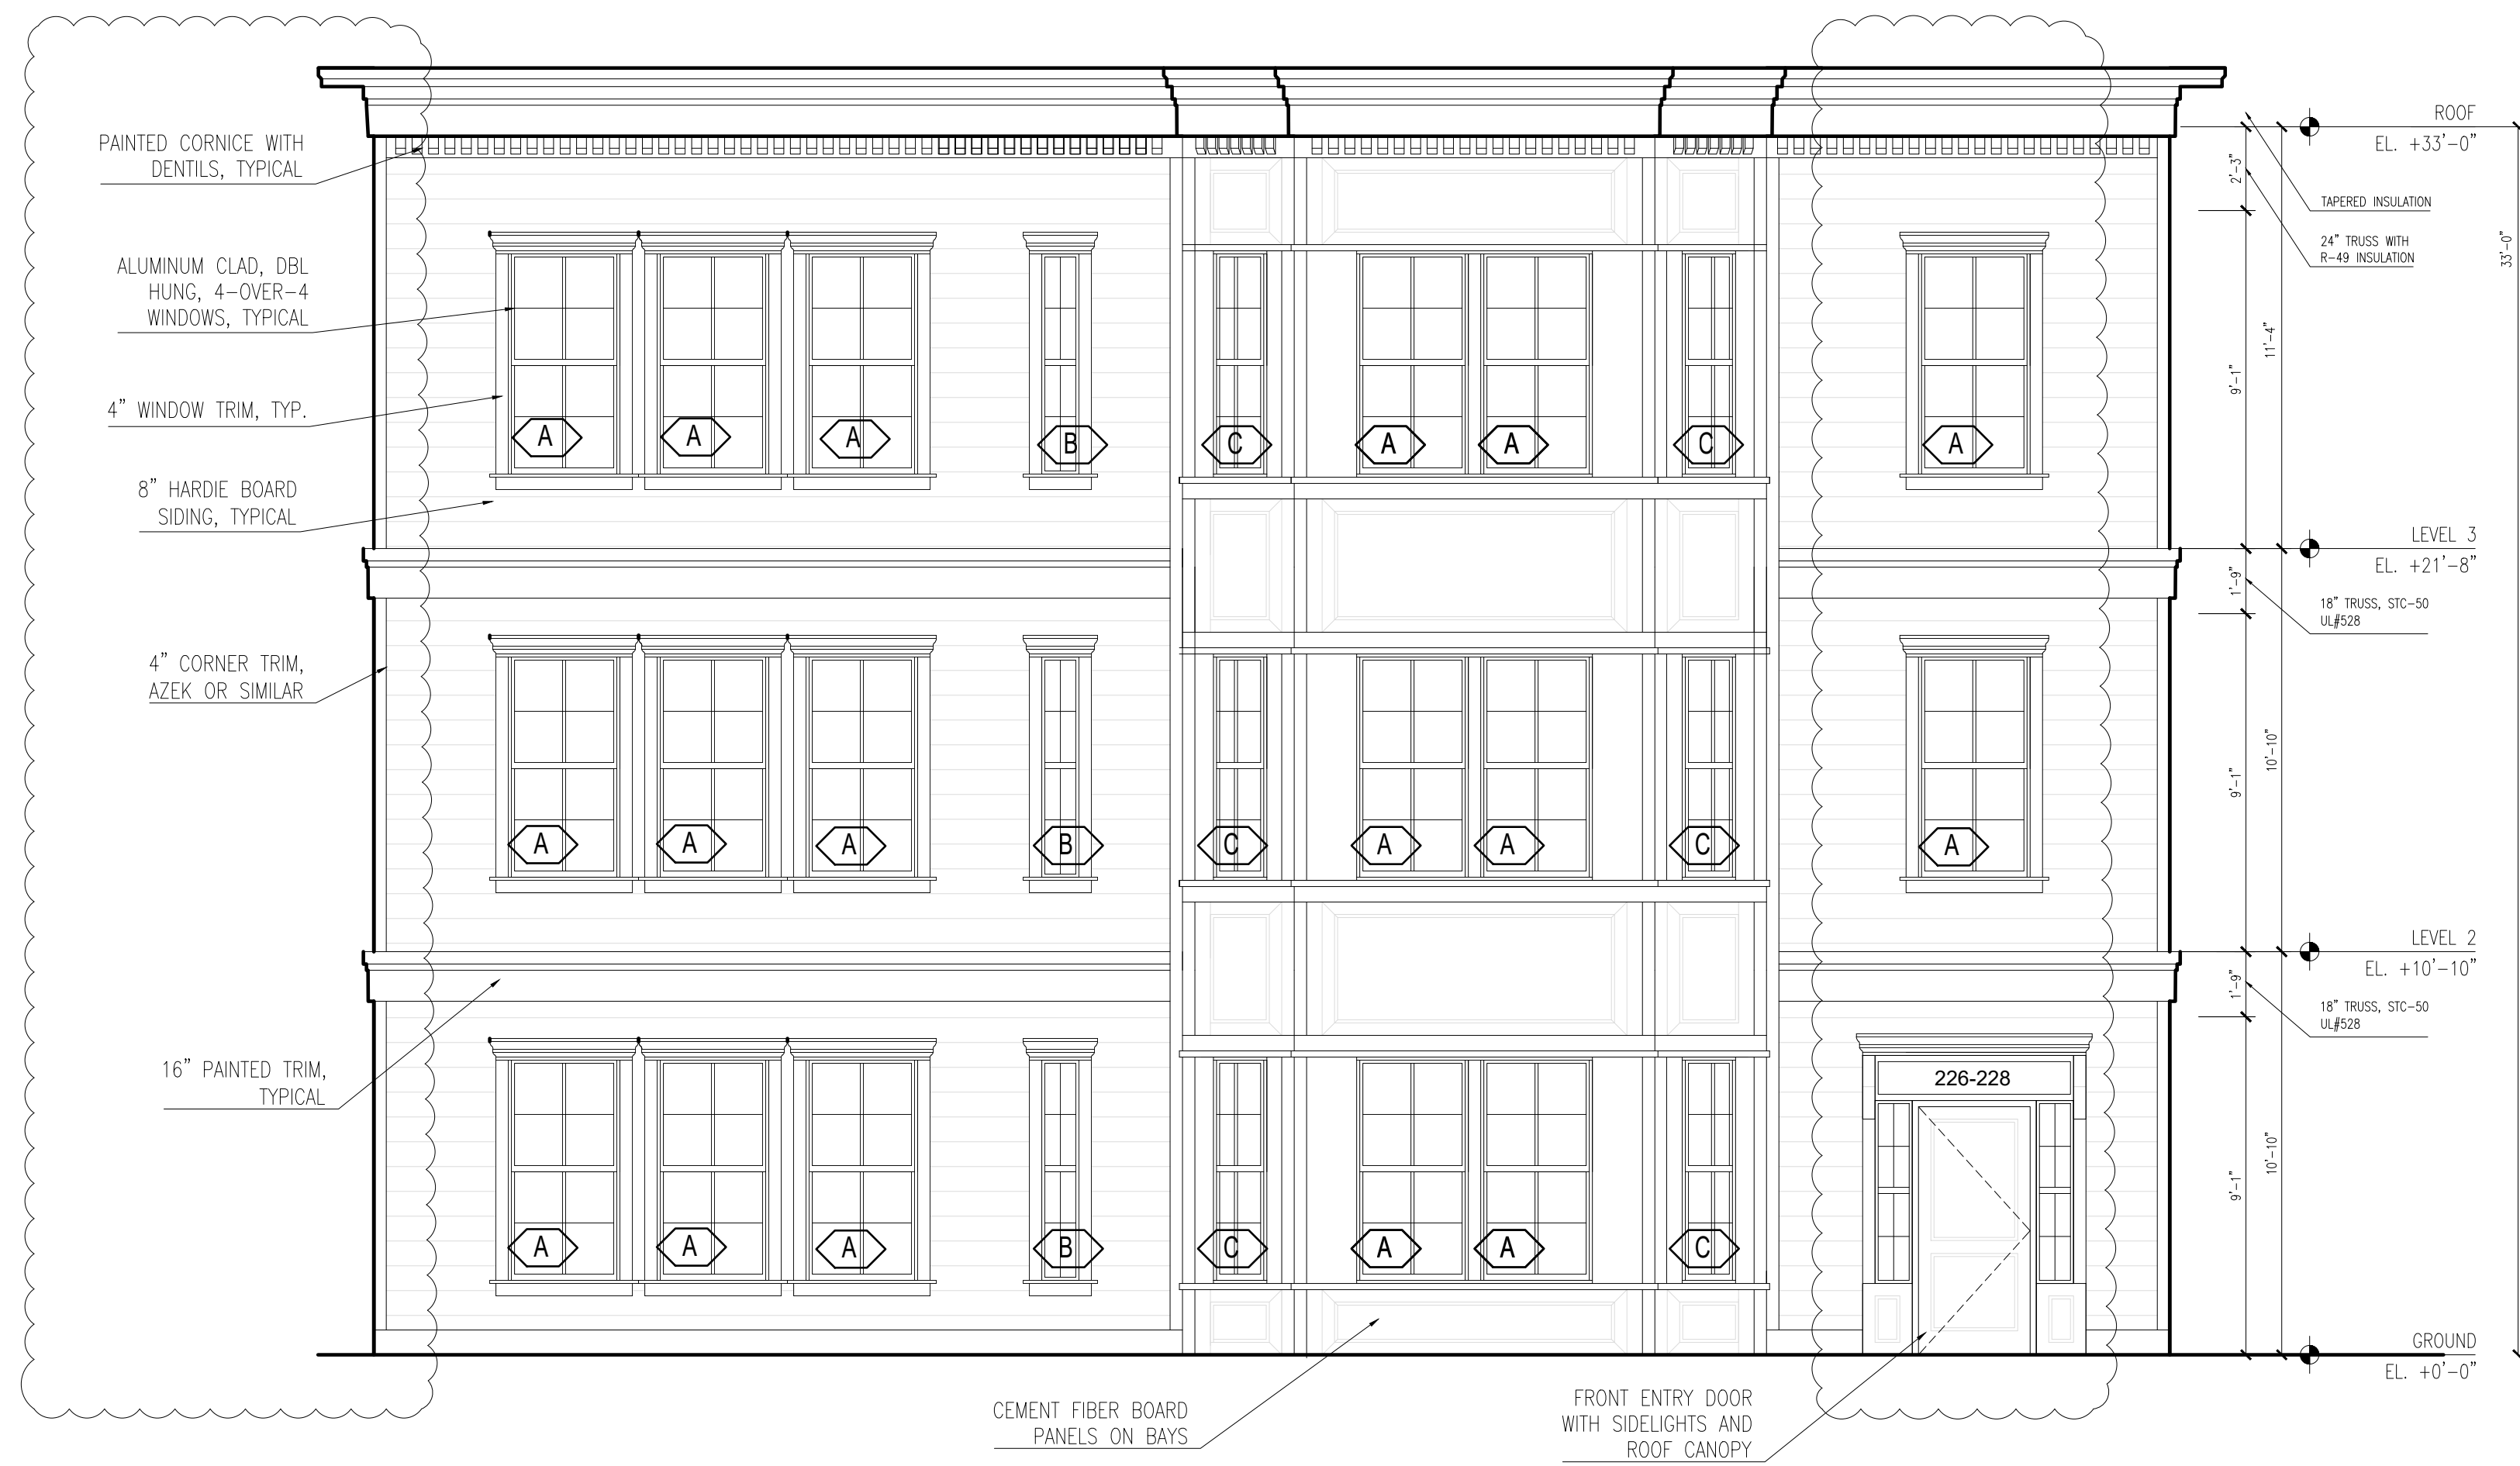 PAINTED CORNICE WITH
DENTILS, TYPICAL
ALUMINUM CLAD, DBL
HUNG, 4-OVER-4
WINDOWS, TYPICAL
4" WINDOW TRIM, TYP.
8" HARDIE BOARD
SIDING, TYPICAL
4" CORNER TRIM,
AZEK OR SIMILAR
16" PAINTED TRIM,
TYPICAL
A A A B C A A C A
A A A B C A A C A
A A A B C A A C
226-228
CEMENT FIBER BOARD
PANELS ON BAYS
FRONT ENTRY DOOR
WITH SIDELIGHTS AND
ROOF CANOPY
2'-3"
9'-1"
1'-9"
9'-1"
1'-9"
9'-1"
11'-4"
10'-10"
10'-10"
ROOF
EL. +33'-0"
TAPERED INSULATION
24" TRUSS WITH
R-49 INSULATION
33'-0"
LEVEL 3
EL. +21'-8"
18" TRUSS, STC-50
UL#528
LEVEL 2
EL. +10'-10"
18" TRUSS, STC-50
UL#528
GROUND
EL. +0'-0"